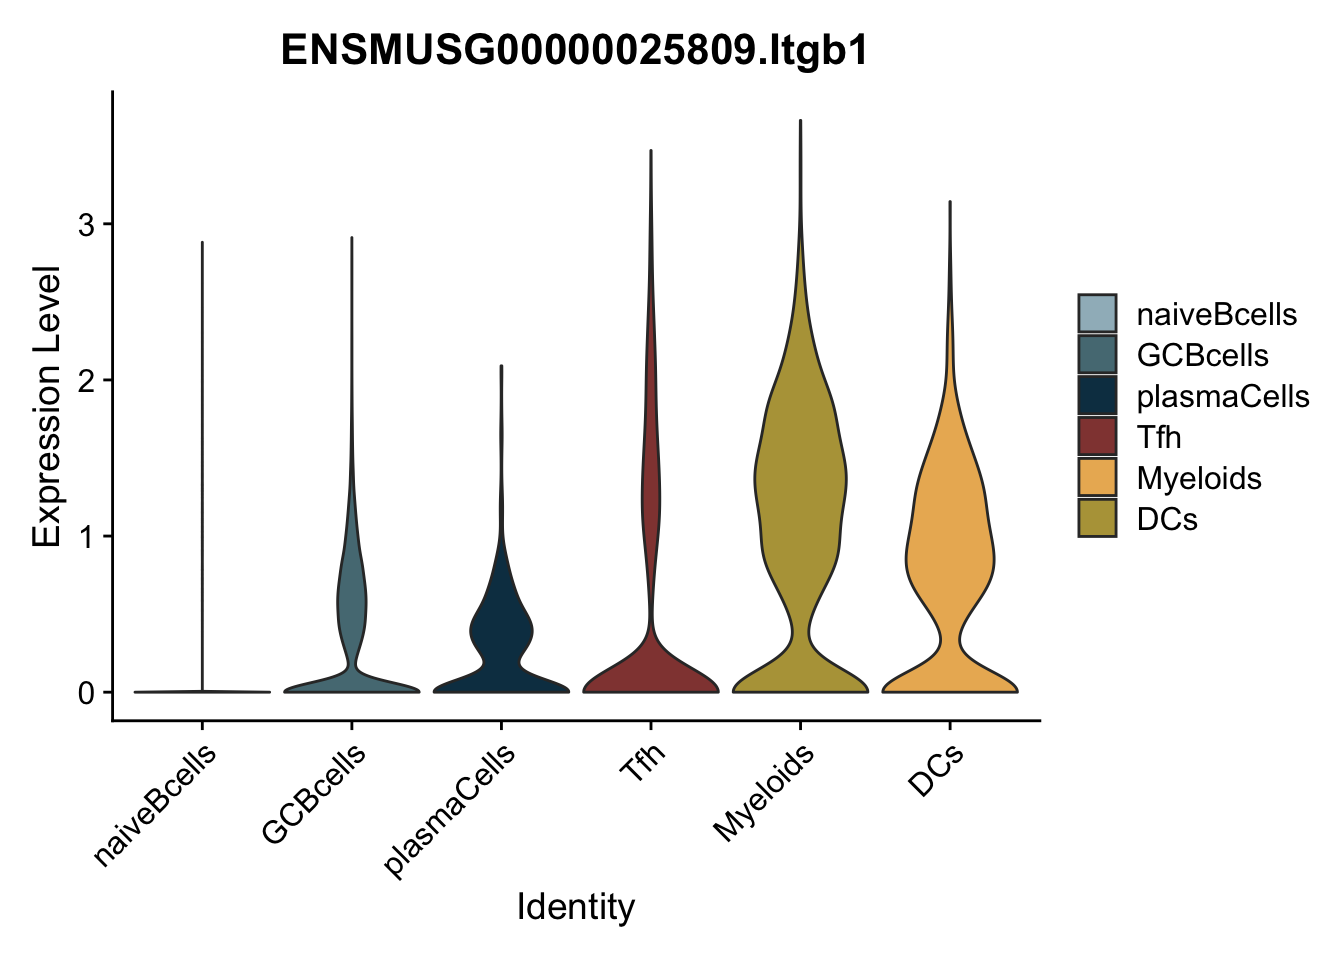 ENSMUSG00000025809.Itgb1
Expression Level
3
2
1
0
naiveBcells
GCBcells
plasmaCells
Tfh
Myeloids
DCs
Identity
naiveBcells
GCBcells
plasmaCells
Tfh
Myeloids
DCs